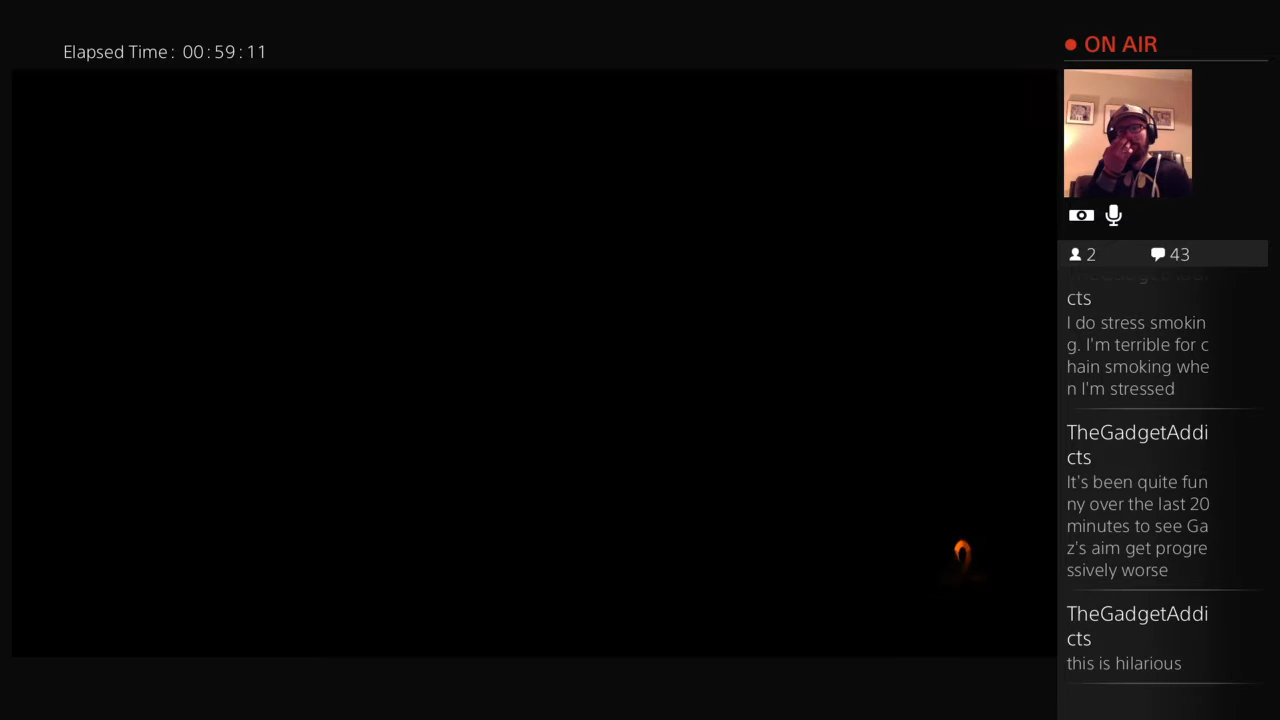 Elapsed Time: 00:59:11
ON AIR
2
43
cts
I do stress smokin
g. I'm terrible for c
hain smoking whe
n I'm stressed
TheGadgetAddi
cts
It's been quite fun
ny over the last 20
minutes to see Ga
z's aim get progre
ssively worse
TheGadgetAddi
cts
this is hilarious